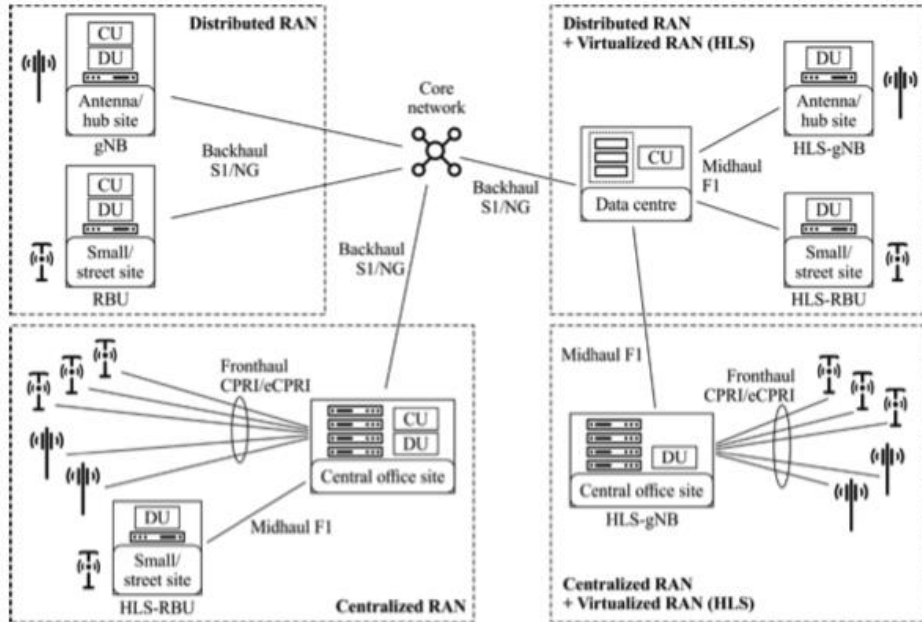 Distributed RAN
CU
DU
Antenna/
hub site
gNB
CU
DU
Small/
street site
RBU
Backhaul
S1/NG
Core
network
Backhaul
S1/NG
Backhaul
S1/NG
Distributed RAN
+ Virtualized RAN (HLS)
CU
Data centre
Midhaul
F1
DU
Antenna/
hub site
HLS-gNB
DU
Small/
street site
HLS-RBU
Fronthaul
CPRI/eCPRI
CU
DU
Central office site
Midhaul F1
DU
Small/
street site
HLS-RBU
Centralized RAN
Midhaul F1
Fronthaul
CPRI/eCPRI
DU
Central office site
HLS-gNB
Centralized RAN
+ Virtualized RAN (HLS)